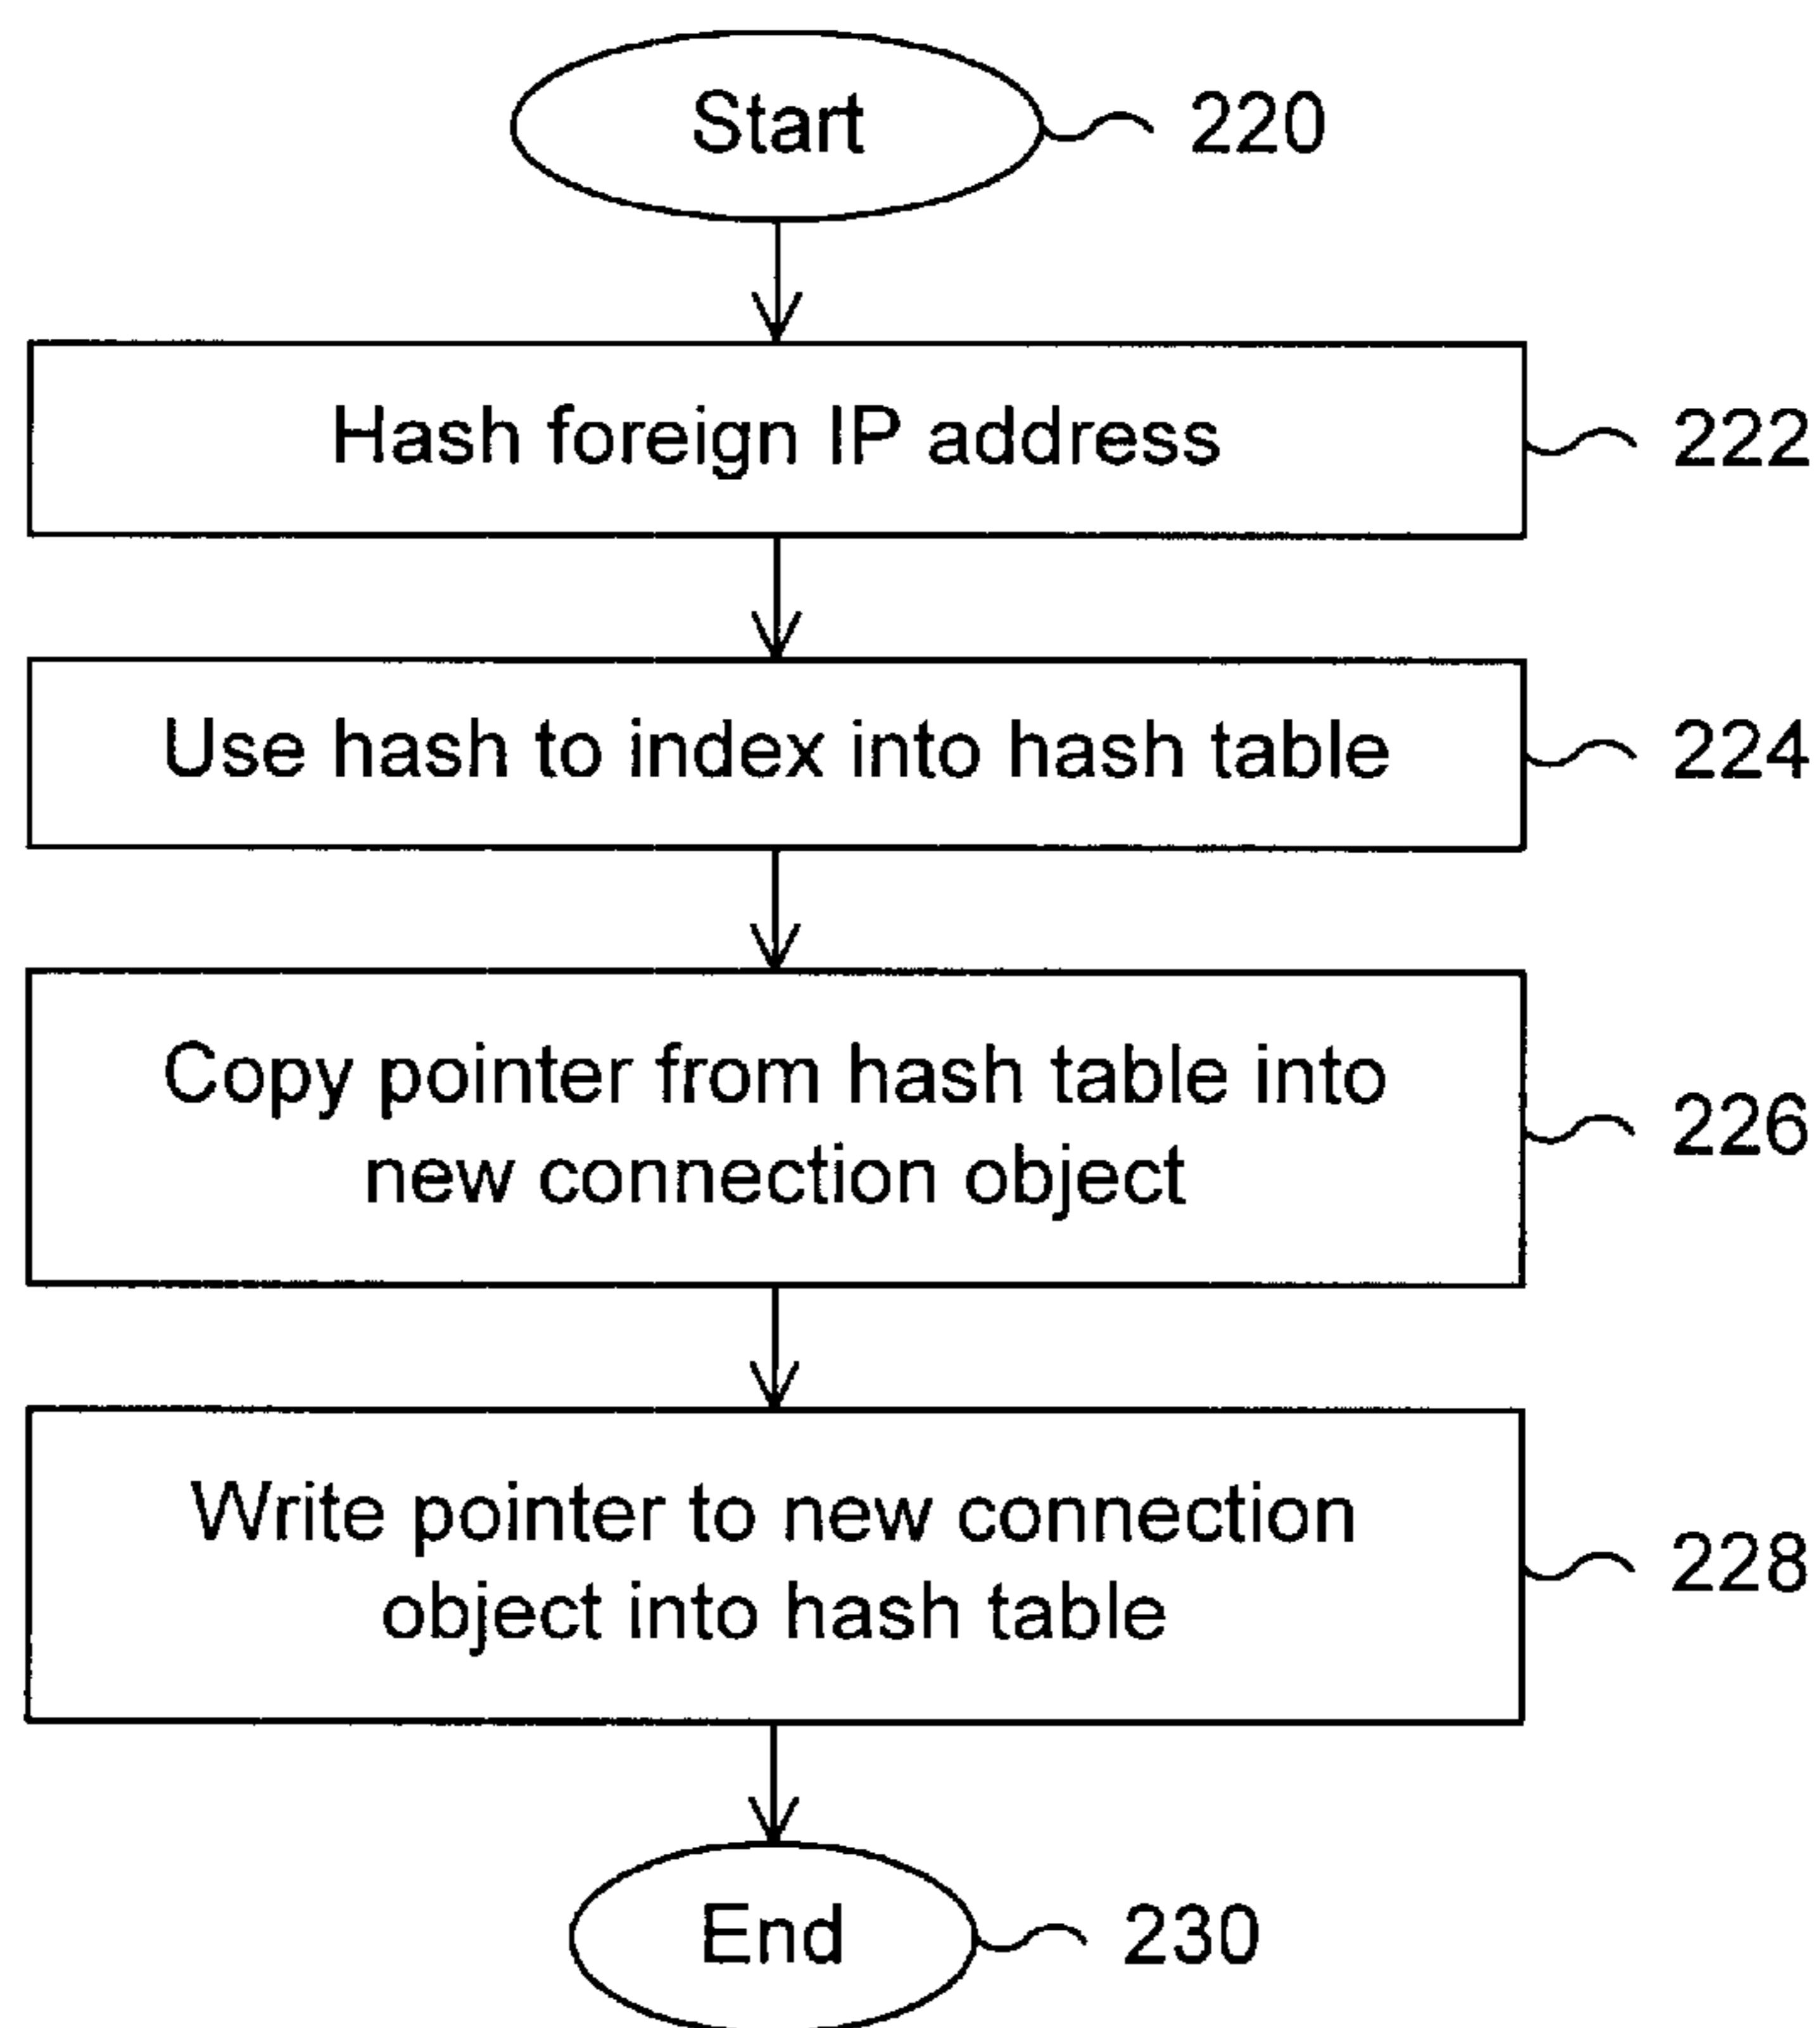 Start
220
Hash foreign IP address
222
Use hash to index into hash table
224
Copy pointer from hash table into
new connection object
226
Write pointer to new connection
object into hash table
228
End
230